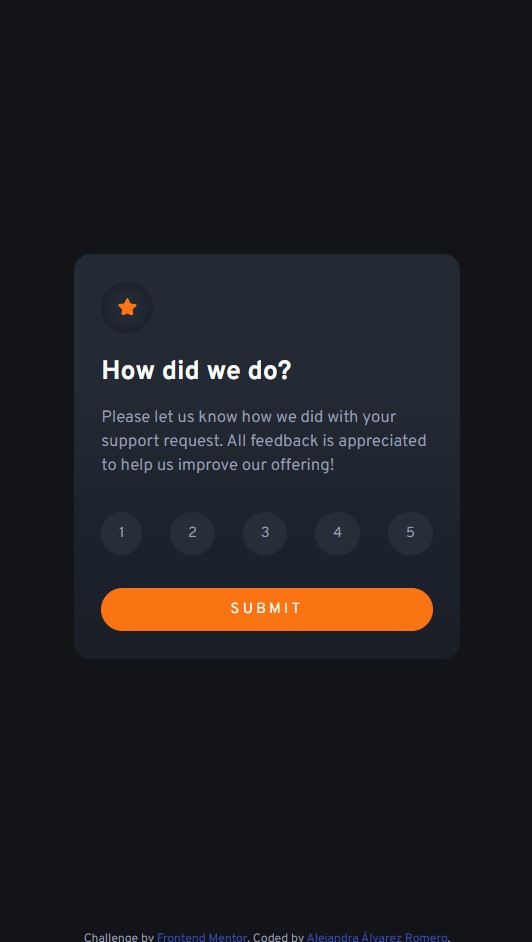 How did we do?
Please let us know how we did with your
support request. All feedback is appreciated
to help us improve our offering!
1 2 3 4 5
SUBMIT
Challenge by Frontend Mentor. Coded by Alejandra Álvarez Romero.